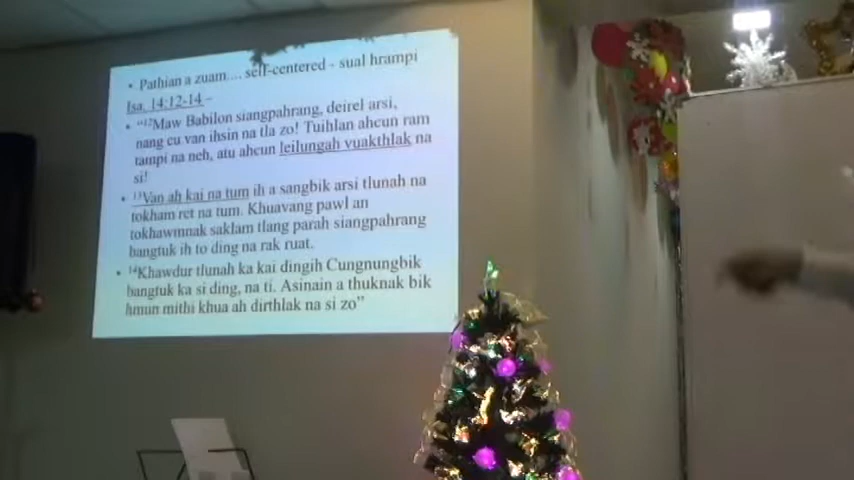 • Pathian a zuam.... self-centered - sual hrampi
Isa. 14:12-14 –
• "¹²Maw Babilon siangpahrang, deirel arsi,
nang cu vān ihsin na tla zo! Tuihlan ahcun ram
tampi na neh, atu ahcun leilungah vuakthlak na
si!
• ¹³Van ah kai na tum ih a sangbik arsi tlunah na
tokham ret na tum. Khuavang pawl an
tokhawmnak saklam tlang parah siangpahrang
bangtuk ih to ding na rak ruat.
• ¹⁴Khawdur tlunah ka kai dingih Cungnungbik
bangtuk ka si ding, na ti. Asinain a thukbik
hmun mithi khua ah dirhtlak na si zo"